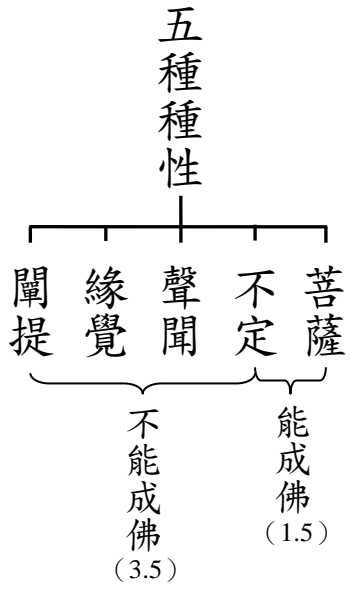 五種種性
菩薩
不定
聲聞
緣覺
闡提
能成佛
（1.5）
不能成佛
（3.5）